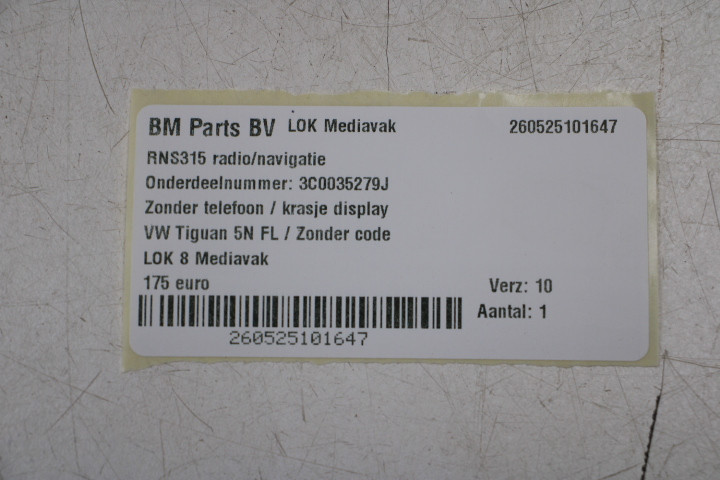 BM Parts BV LOK Mediavak 260525101647
RNS315 radio/navigatie
Onderdeelnummer: 3C0035279J
Zonder telefoon / krasje display
VW Tiguan 5N FL / Zonder code
LOK 8 Mediavak
175 euro Verz: 10
Aantal: 1
260525101647